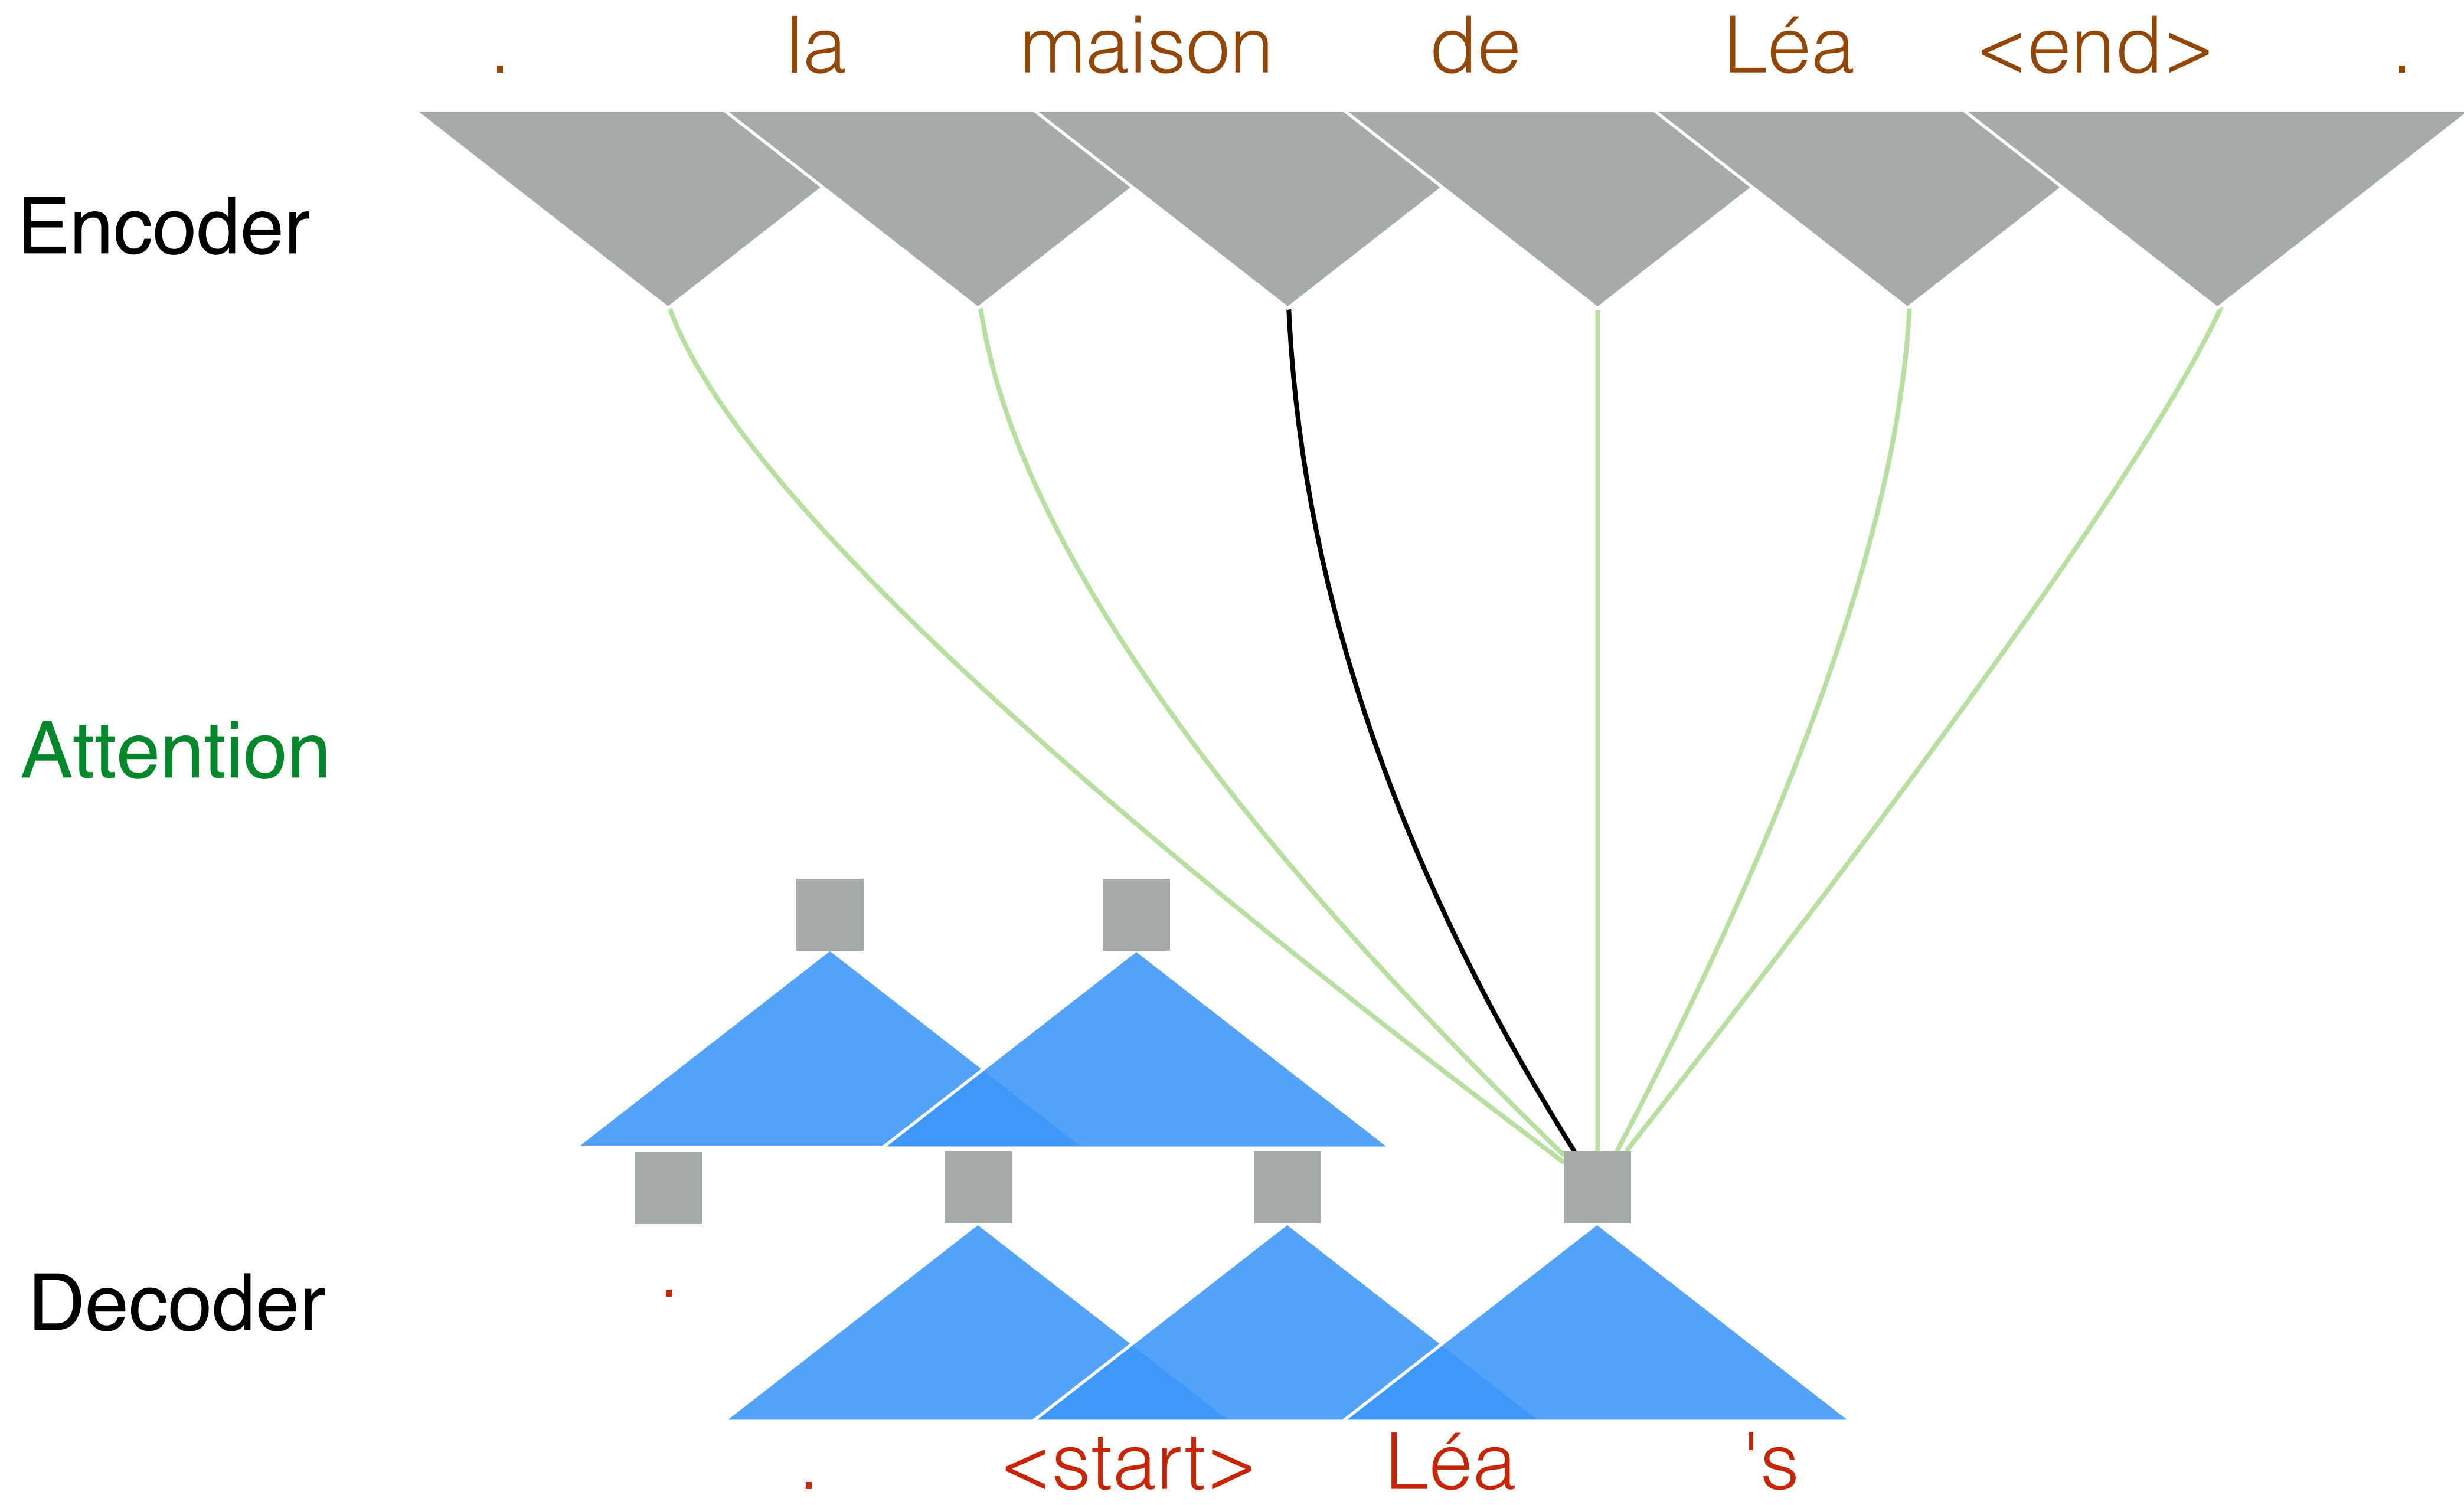 . la maison de Léa <end> .
Encoder
Attention
Decoder
.
. <start> Léa 's